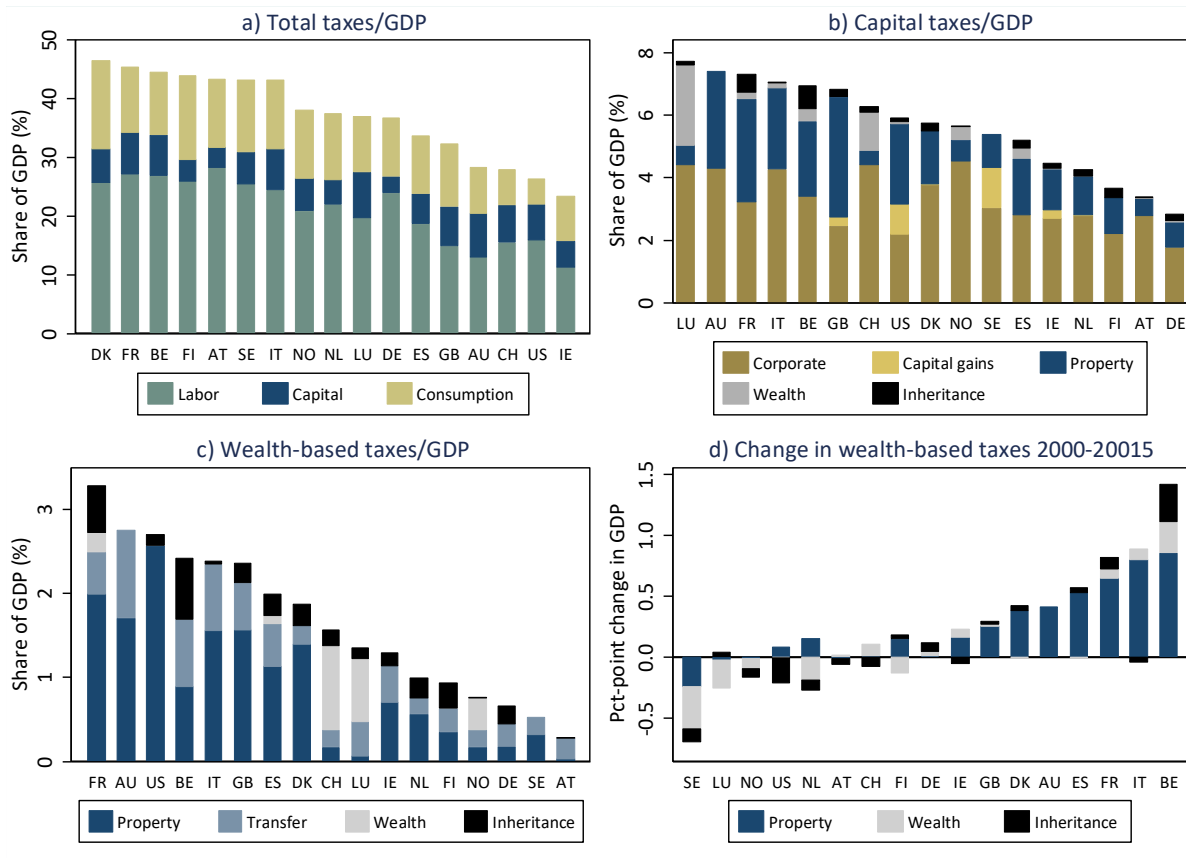 a) Total taxes/GDP
Share of GDP (%)
50
40
30
20
10
0
DK FR BE FI AT SE IT NO NL LU DE ES GB AU CH US IE
Labor Capital Consumption
b) Capital taxes/GDP
Share of GDP (%)
8
6
4
2
0
LU AU FR IT BE GB CH US DK NO SE ES IE NL FI AT DE
Corporate Capital gains Property
Wealth Inheritance
c) Wealth-based taxes/GDP
Share of GDP (%)
3
2
1
0
FR AU US BE IT GB ES DK CH LU IE NL FI NO DE SE AT
Property Transfer Wealth Inheritance
d) Change in wealth-based taxes 2000-20015
Pct-point change in GDP
1.5
1.0
0.5
0.0
-0.5
SE LU NO US NL AT CH FI DE IE GB DK AU ES FR IT BE
Property Wealth Inheritance